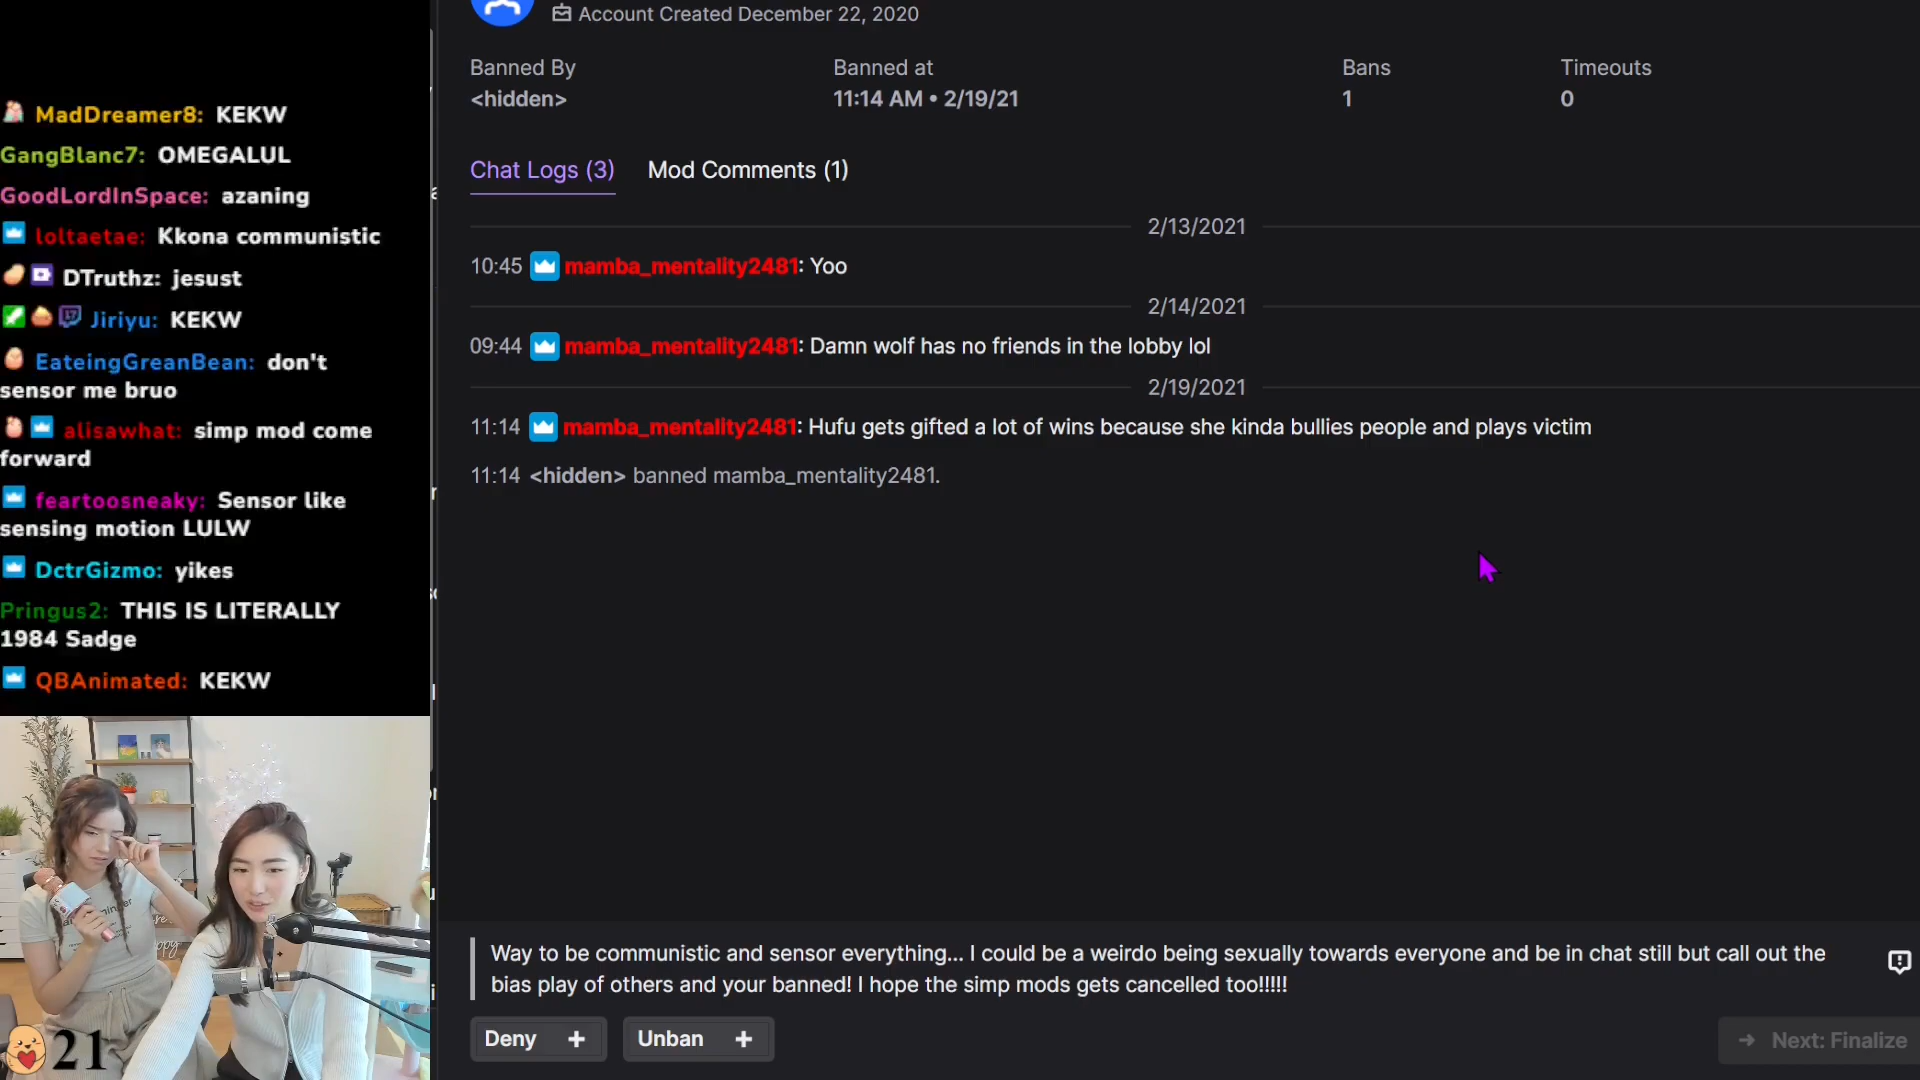 Account Created December 22, 2020
Banned By
Banned at
Bans
Timeouts
<hidden>
11:14 AM • 2/19/21
1
0
Chat Logs (3)
Mod Comments (1)
2/13/2021
10:45 mamba_mentality2481: Yoo
2/14/2021
09:44 mamba_mentality2481: Damn wolf has no friends in the lobby lol
2/19/2021
11:14 mamba_mentality2481: Hufu gets gifted a lot of wins because she kinda bullies people and plays victim
11:14 <hidden> banned mamba_mentality2481.
Way to be communistic and sensor everything... I could be a weirdo being sexually towards everyone and be in chat still but call out the
bias play of others and your banned! I hope the simp mods gets cancelled too!!!!!
Deny +
Unban +
Next: Finalize
MadDreamer8: KEKW
GangBlanc7: OMEGALUL
GoodLordInSpace: azaning
loltaetae: Kkona communistic
DTruthz: jesust
Jiriyu: KEKW
EateingGreanBean: don't
sensor me bruo
alisawhat: simp mod come
forward
feartoosneaky: Sensor like
sensing motion LULW
DctrGizmo: yikes
Pringus2: THIS IS LITERALLY
1984 Sadge
QBAnimated: KEKW
21